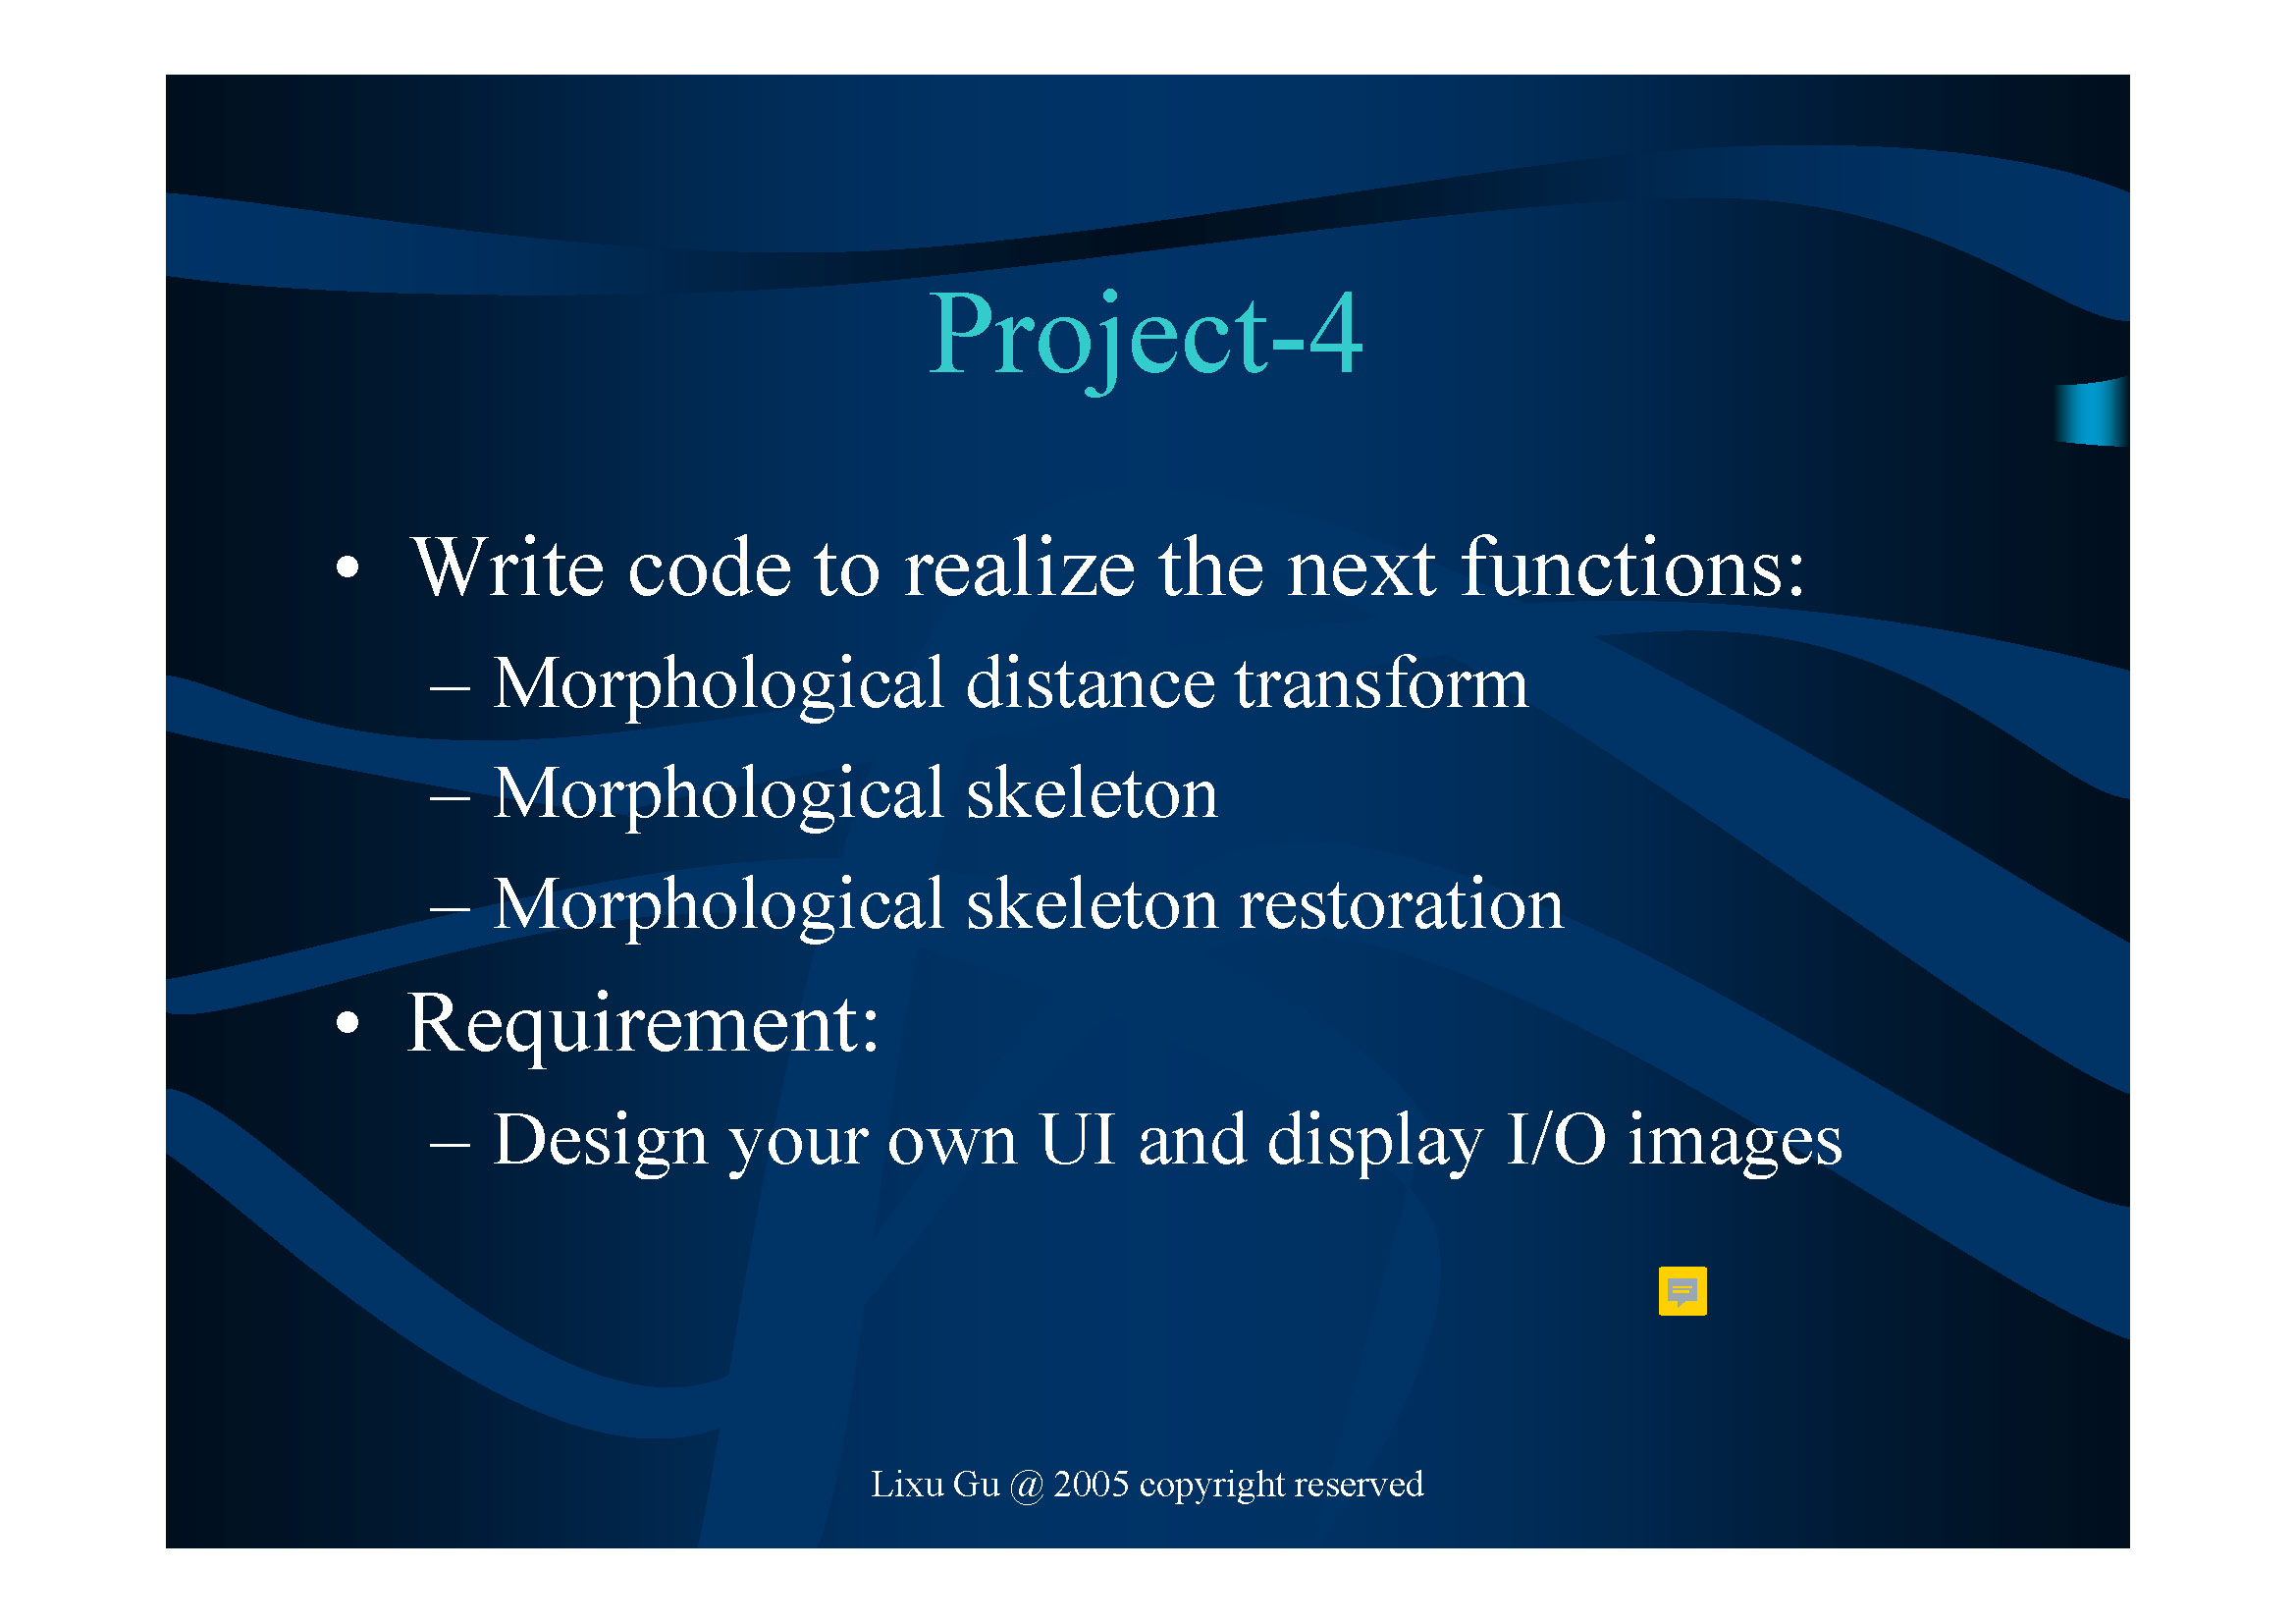 Project-4
• Write code to realize the next functions:
– Morphological distance transform
– Morphological skeleton
– Morphological skeleton restoration
• Requirement:
– Design your own UI and display I/O images
Lixu Gu @ 2005 copyright reserved